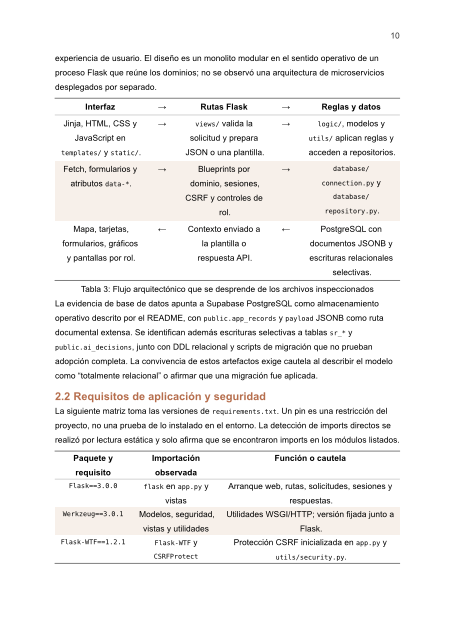 10
experiencia de usuario. El diseño es un monolito modular en el sentido operativo de un
proceso Flask que reúne los dominios; no se observó una arquitectura de microservicios
desplegados por separado.
Interfaz → Rutas Flask → Reglas y datos
Jinja, HTML, CSS y → views/ valida la → logic/, modelos y
JavaScript en solicitud y prepara utils/ aplican reglas y
templates/ y static/. JSON o una plantilla. acceden a repositorios.
Fetch, formularios y → Blueprints por → database/
atributos data-*. dominio, sesiones, connection.py y
CSRF y controles de database/
rol. repository.py.
Mapa, tarjetas, ← Contexto enviado a ← PostgreSQL con
formularios, gráficos la plantilla o documentos JSONB y
y pantallas por rol. respuesta API. escrituras relacionales
selectivas.
Tabla 3: Flujo arquitectónico que se desprende de los archivos inspeccionados
La evidencia de base de datos apunta a Supabase PostgreSQL como almacenamiento
operativo descrito por el README, con public.app_records y payload JSONB como ruta
documental extensa. Se identifican además escrituras selectivas a tablas sr_* y
public.ai_decisions, junto con DDL relacional y scripts de migración que no prueban
adopción completa. La convivencia de estos artefactos exige cautela al describir el modelo
como “totalmente relacional” o afirmar que una migración fue aplicada.
2.2 Requisitos de aplicación y seguridad
La siguiente matriz toma las versiones de requirements.txt. Un pin es una restricción del
proyecto, no una prueba de lo instalado en el entorno. La detección de imports directos se
realizó por lectura estática y solo afirma que se encontraron imports en los módulos listados.
Paquete y Importación Función o cautela
requisito observada
Flask==3.0.0 flask en app.py y Arranque web, rutas, solicitudes, sesiones y
vistas respuestas.
Werkzeug==3.0.1 Modelos, seguridad, Utilidades WSGI/HTTP; versión fijada junto a
vistas y utilidades Flask.
Flask-WTF==1.2.1 Flask-WTF y Protección CSRF inicializada en app.py y
CSRFProtect utils/security.py.